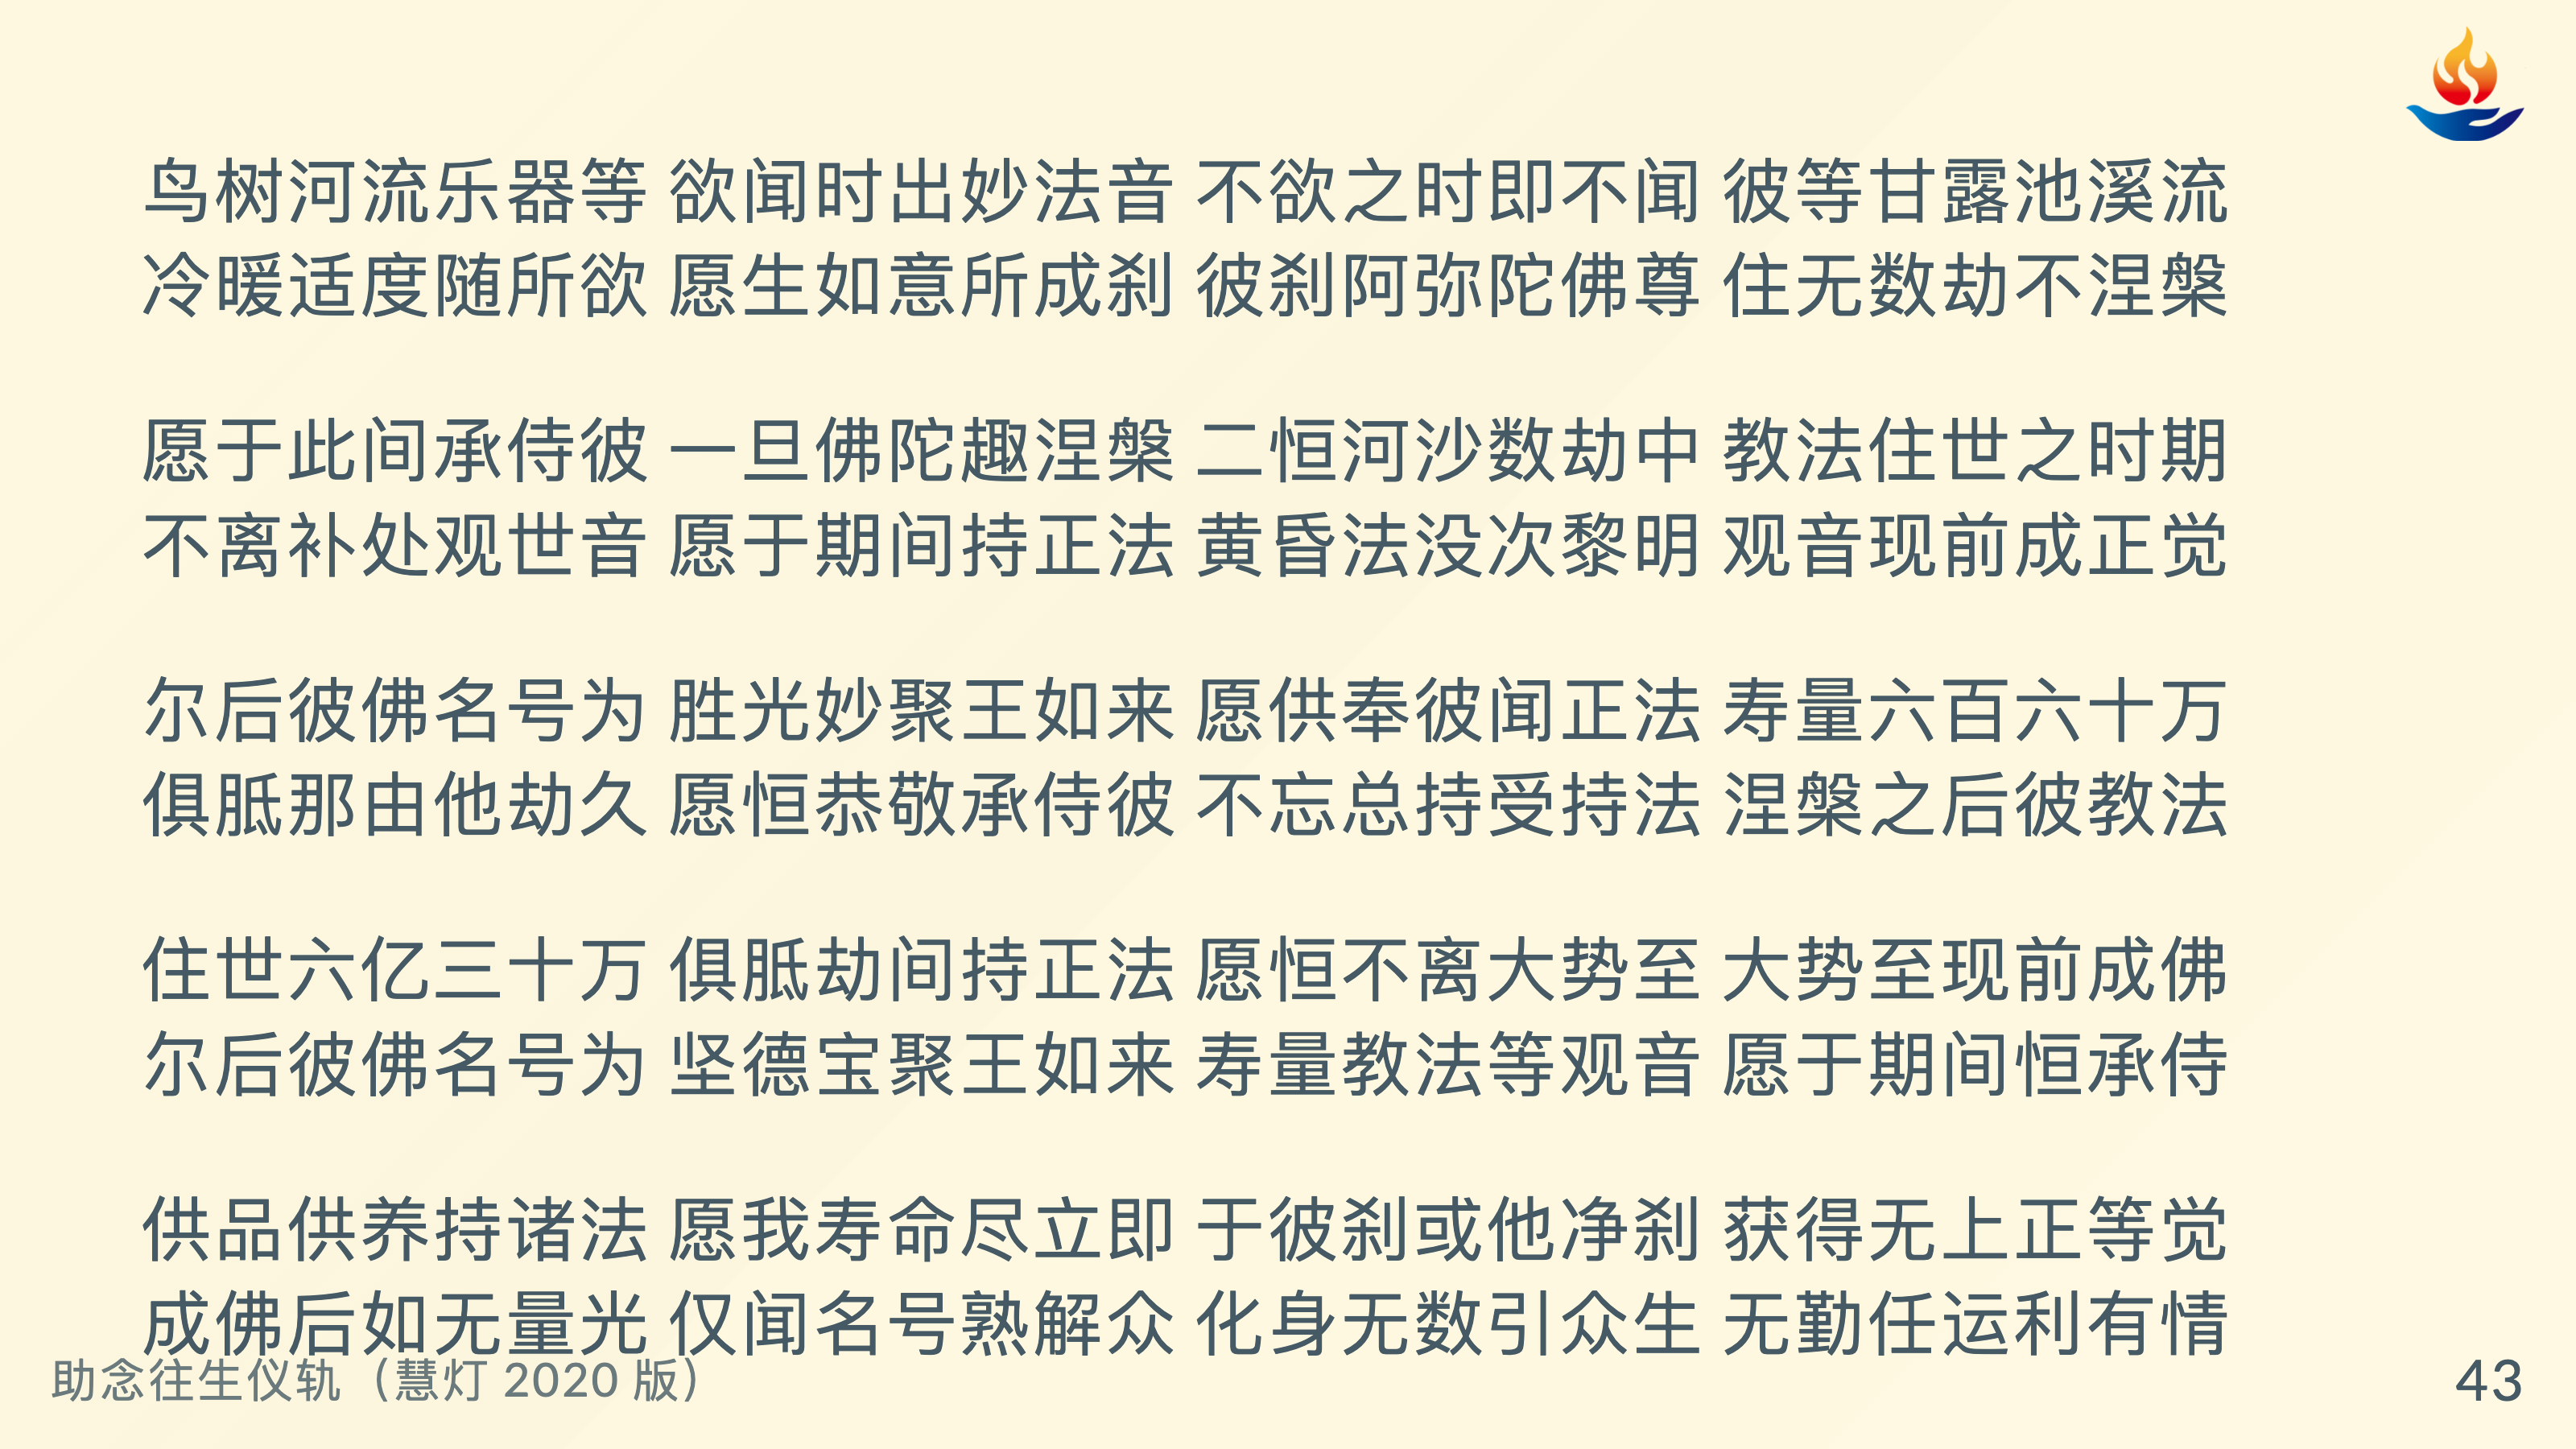 鸟树河流乐器等 欲闻时出妙法音 不欲之时即不闻 彼等甘露池溪流
冷暖适度随所欲 愿生如意所成刹 彼刹阿弥陀佛尊 住无数劫不涅槃
愿于此间承侍彼 一旦佛陀趣涅槃 二恒河沙数劫中 教法住世之时期
不离补处观世音 愿于期间持正法 黄昏法没次黎明 观音现前成正觉
尔后彼佛名号为 胜光妙聚王如来 愿供奉彼闻正法 寿量六百六十万
俱胝那由他劫久 愿恒恭敬承侍彼 不忘总持受持法 涅槃之后彼教法
住世六亿三十万 俱胝劫间持正法 愿恒不离大势至 大势至现前成佛
尔后彼佛名号为 坚德宝聚王如来 寿量教法等观音 愿于期间恒承侍
供品供养持诸法 愿我寿命尽立即 于彼刹或他净刹 获得无上正等觉
成佛后如无量光 仅闻名号熟解众 化身无数引众生 无勤任运利有情
助念往生仪轨（慧灯 2020 版）
43